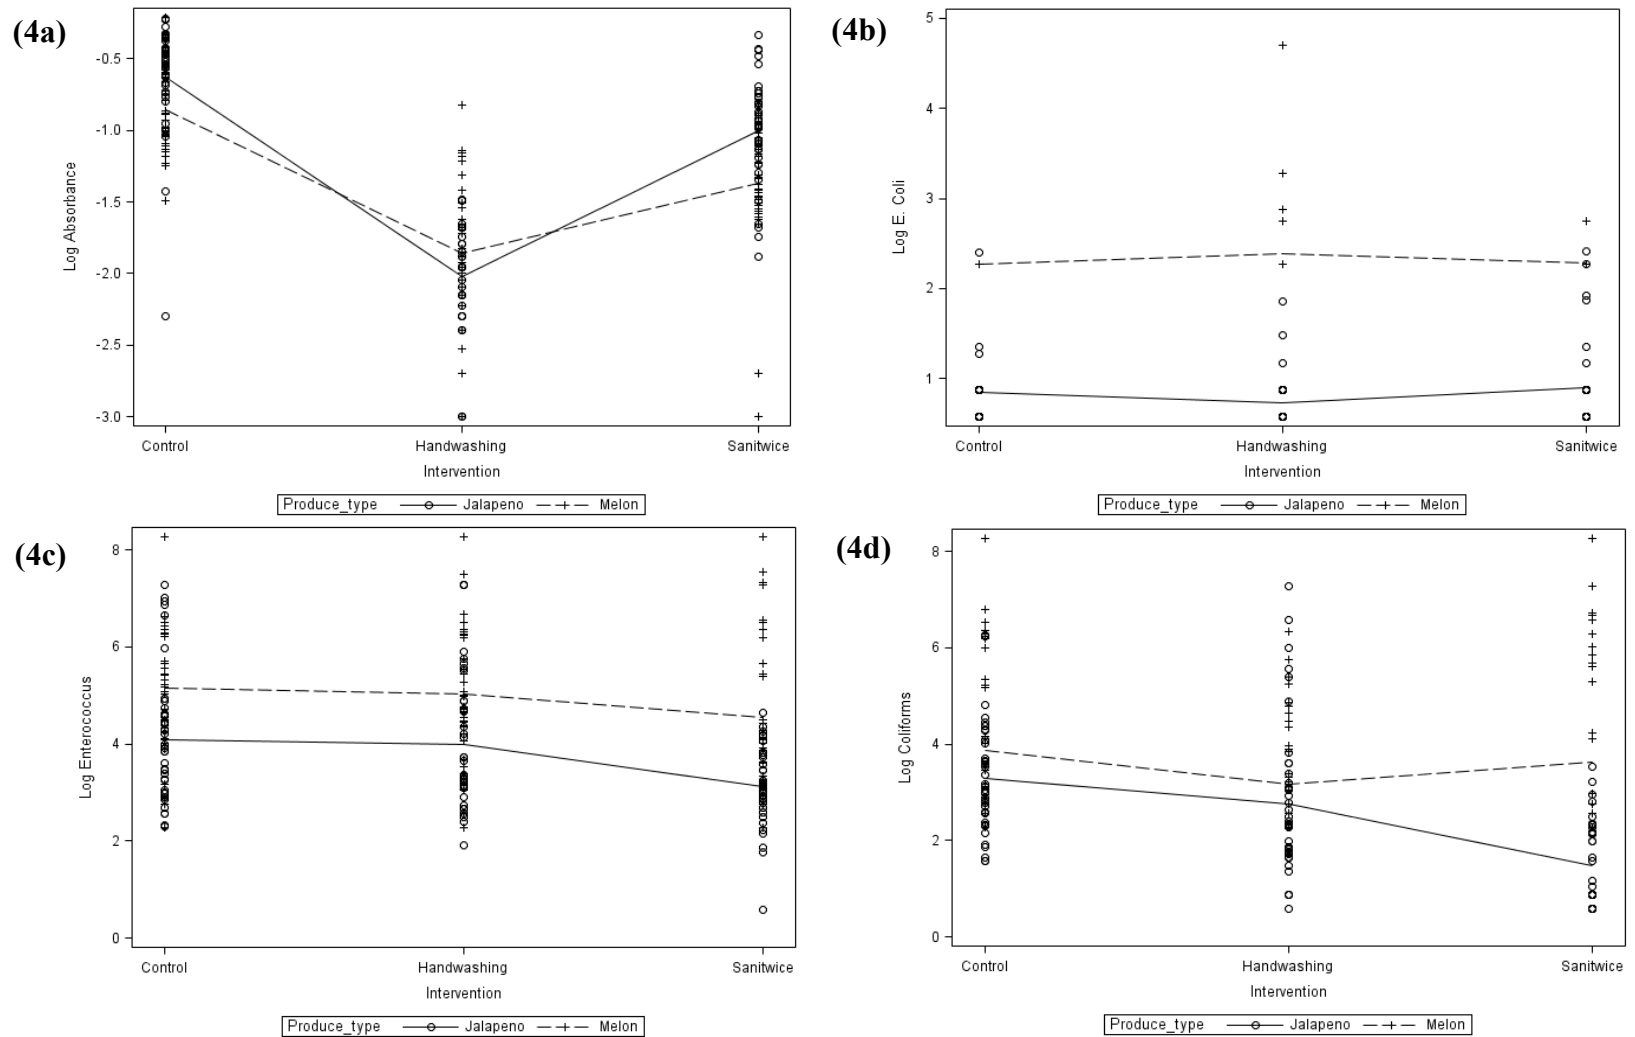 (4a)
-0.5
-1.0
-1.5
-2.0
-2.5
-3.0
Log Absorbance
Control Handwashing Sanitwice
Intervention
Produce_type Jalapeno Melon
(4b)
5
4
3
2
1
Log E. Coli
Control Handwashing Sanitwice
Intervention
Produce_type Jalapeno Melon
(4c)
8
6
4
2
0
Log Enterococcus
Control Handwashing Sanitwice
Intervention
Produce_type Jalapeno Melon
(4d)
8
6
4
2
0
Log Coliforms
Control Handwashing Sanitwice
Intervention
Produce_type Jalapeno Melon